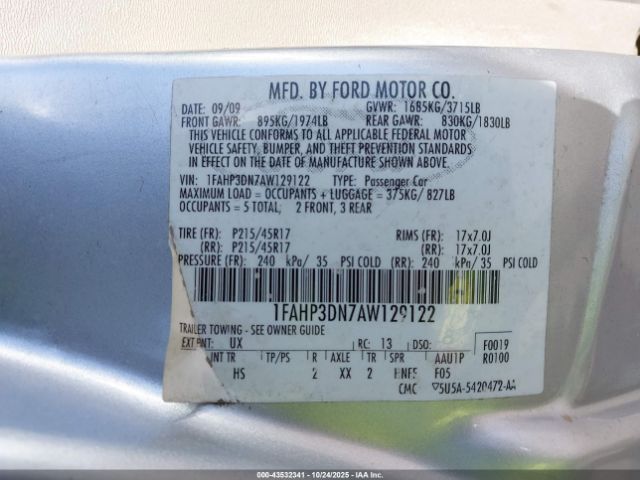 MFD. BY FORD MOTOR CO.
DATE: 09/09 GVWR: 1685KG/3715LB
FRONT GAWR: 895KG/1974LB REAR GAWR: 830KG/1830LB
THIS VEHICLE CONFORMS TO ALL APPLICABLE FEDERAL MOTOR
VEHICLE SAFETY, BUMPER, AND THEFT PREVENTION STANDARDS
IN EFFECT ON THE DATE OF MANUFACTURE SHOWN ABOVE.
VIN: 1FAHP3DN7AW129122 TYPE: Passenger Car
MAXIMUM LOAD = OCCUPANTS + LUGGAGE = 375KG/ 827LB
OCCUPANTS = 5 TOTAL; 2 FRONT, 3 REAR
TIRE (FR): P215/45R17 RIMS (FR): 17x7.0J
(RR): P215/45R17 (RR): 17x7.0J
PRESSURE (FR): 240 kPa/ 35 PSI COLD (RR): 240 kPa/ 35 PSI COLD
1FAHP3DN7AW129122
TRAILER TOWING - SEE OWNER GUIDE
EXT PNT: UX RC: 13 DSO: F0019
INT TR TP/PS R AXLE TR SPR AAU1P R0100
HS 2 XX 2 F05
CMC 5U5A-5420472-AA
000-43532341 - 10/24/2025 - IAA Inc.